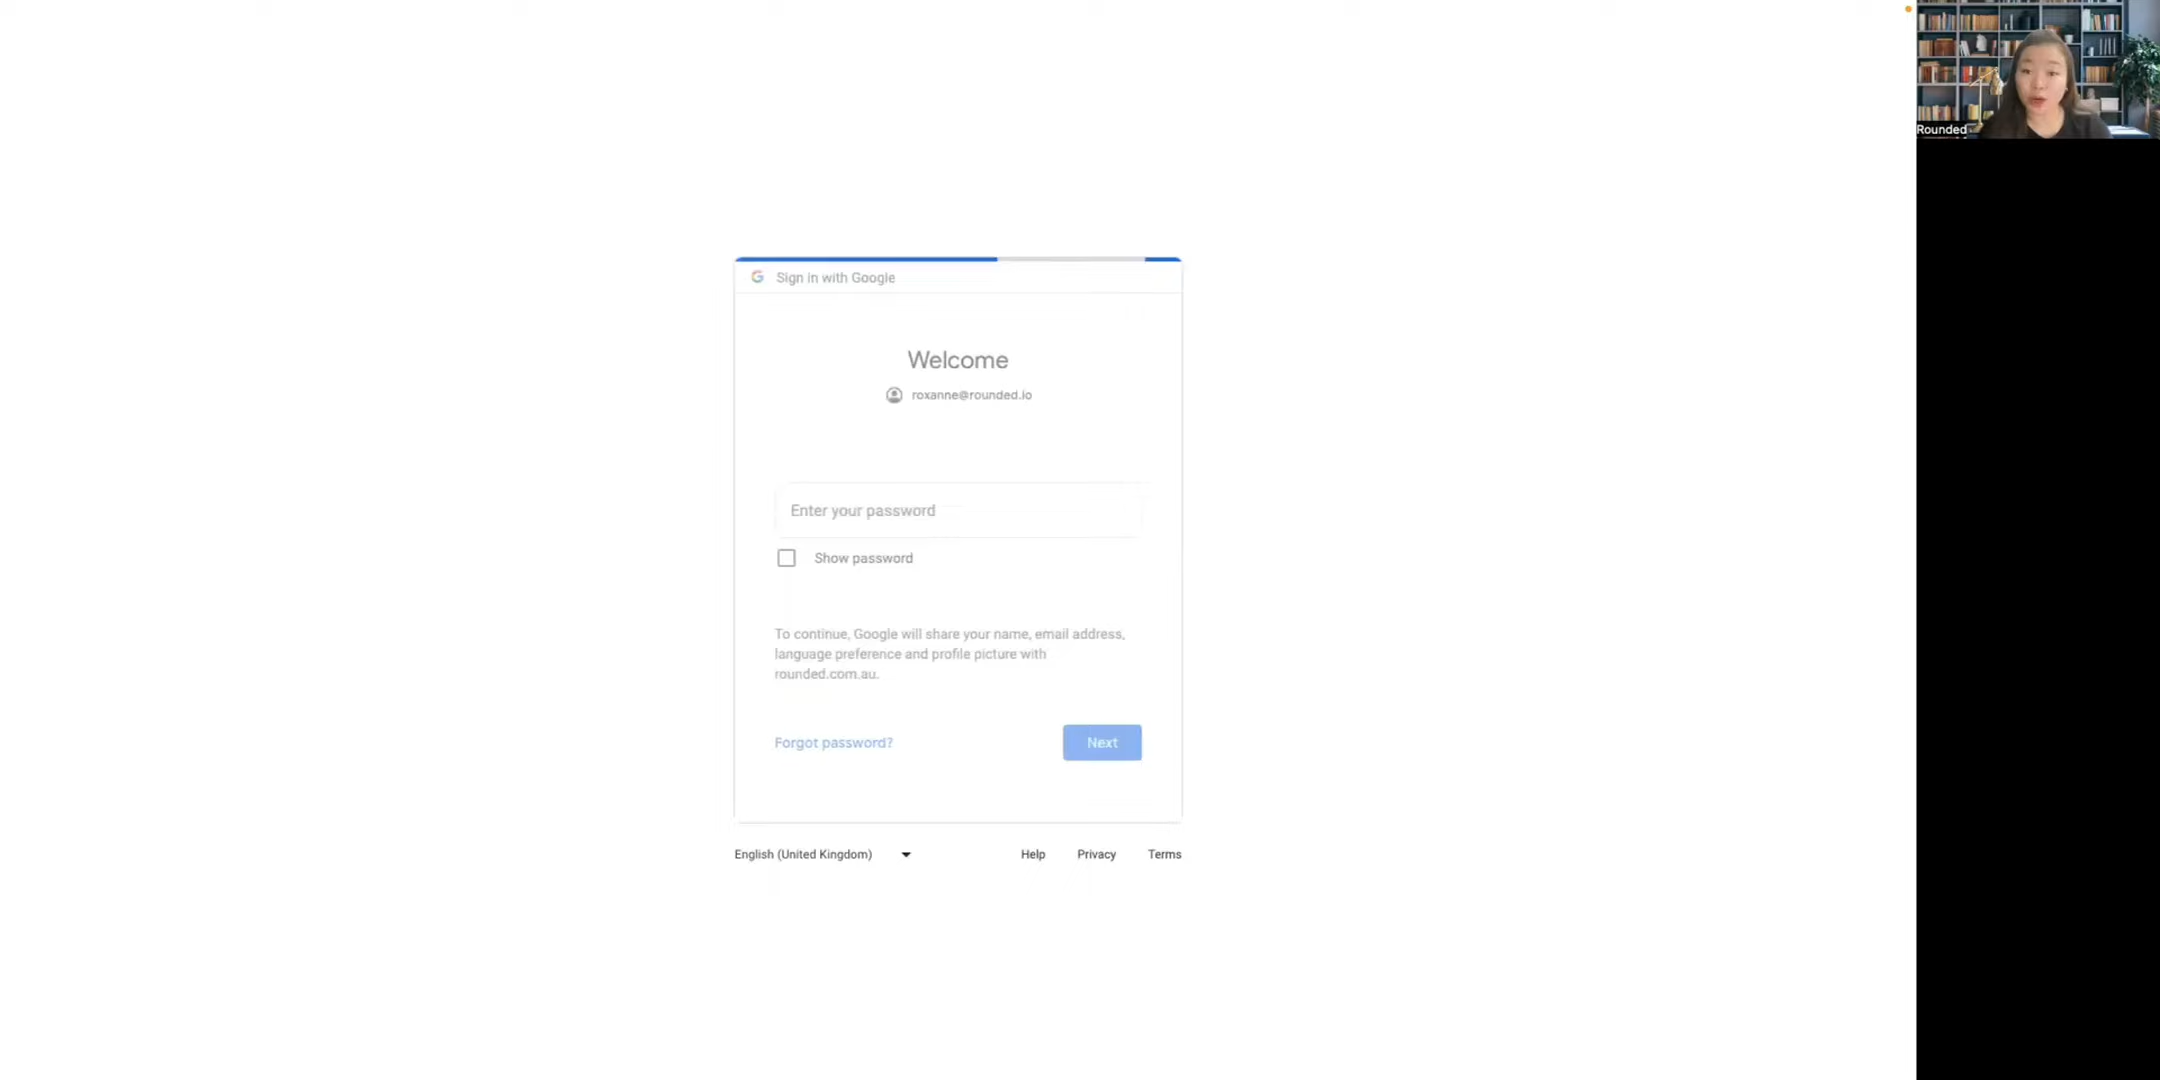 Rounded
Sign in with Google
Welcome
roxanne@rounded.io
Enter your password
Show password
To continue, Google will share your name, email address,
language preference and profile picture with
rounded.com.au.
Forgot password?
Next
English (United Kingdom)
Help
Privacy
Terms